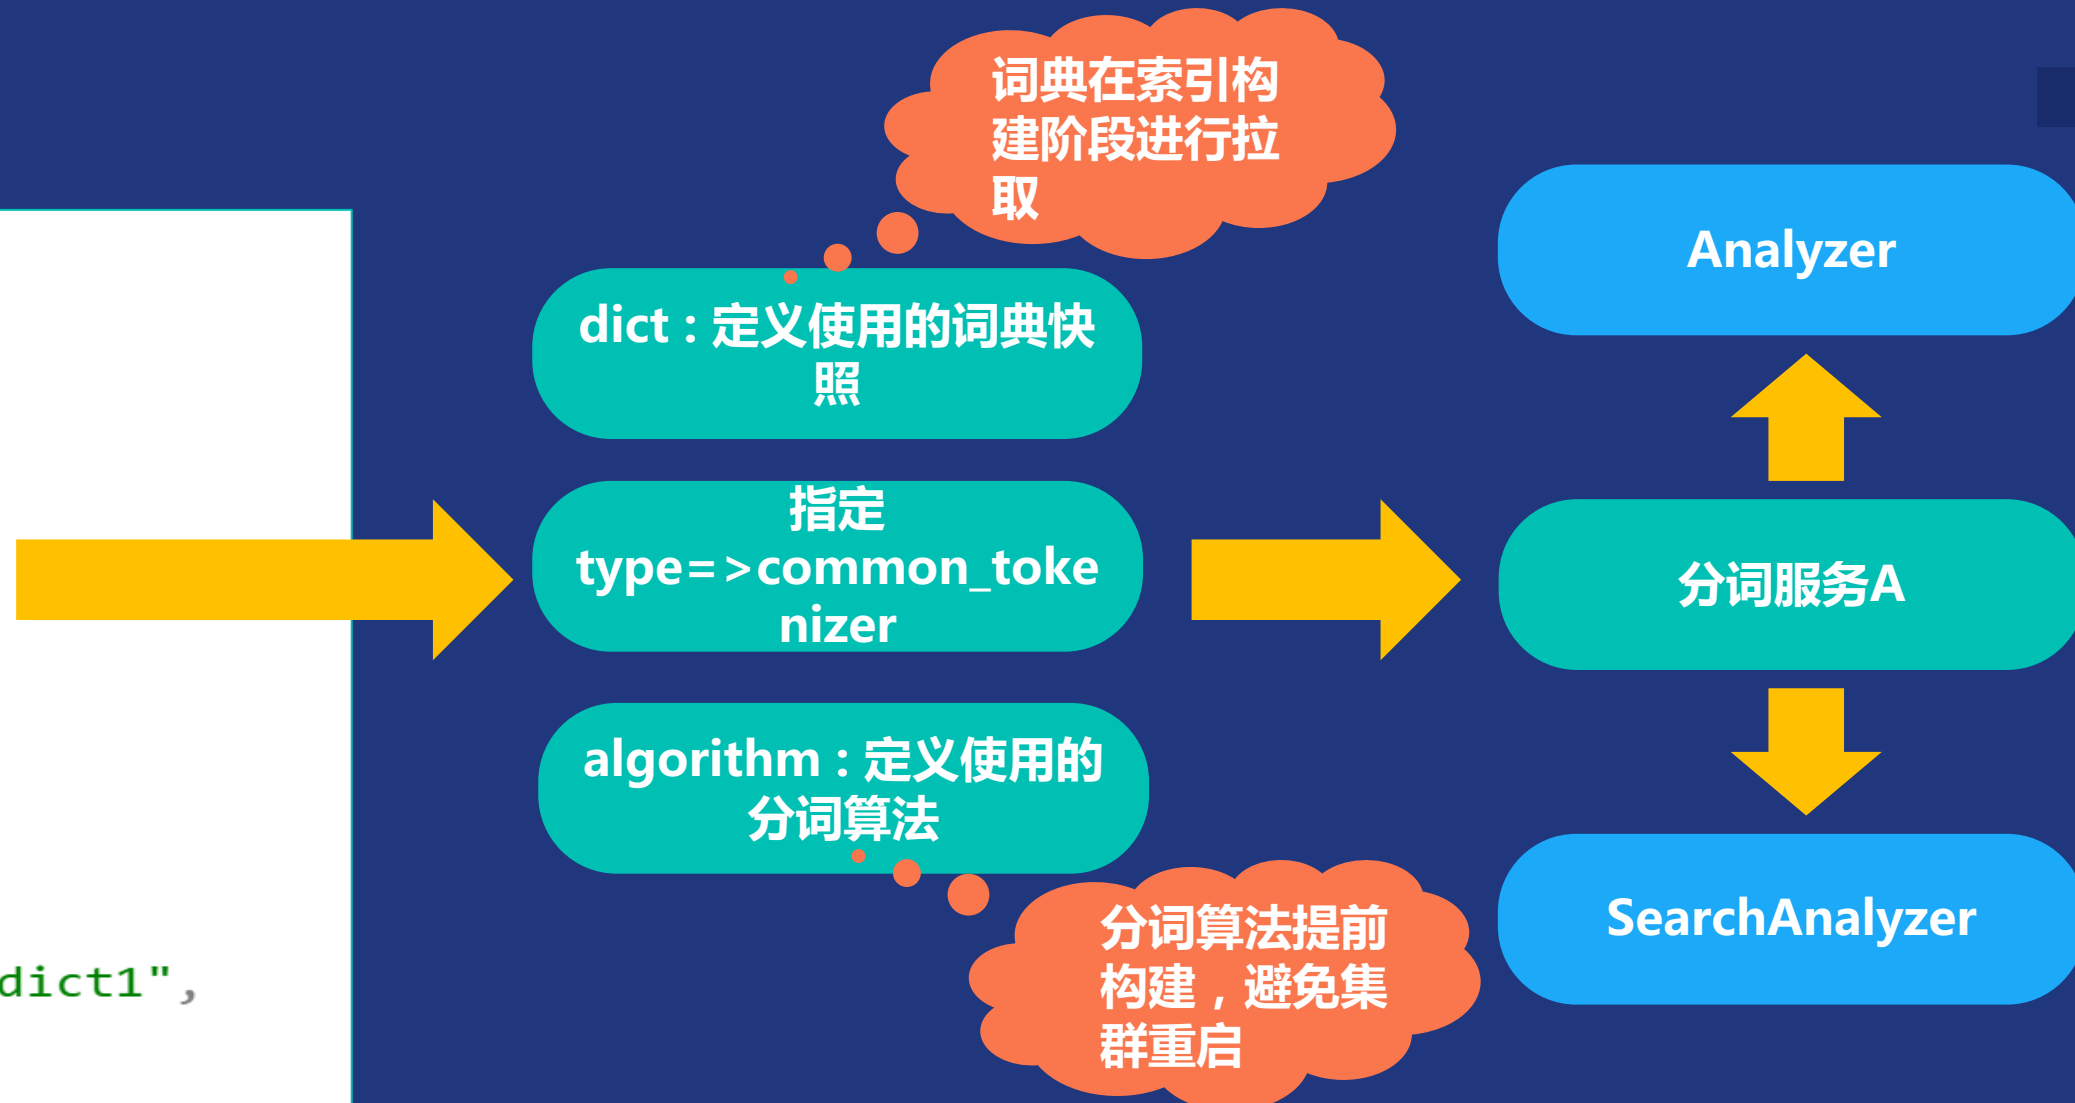 词典在索引构
建阶段进行拉
取
dict：定义使用的词典快
照
指定
type=>common_toke
nizer
algorithm：定义使用的
分词算法
分词算法提前
构建，避免集
群重启
Analyzer
分词服务A
SearchAnalyzer
dict1",